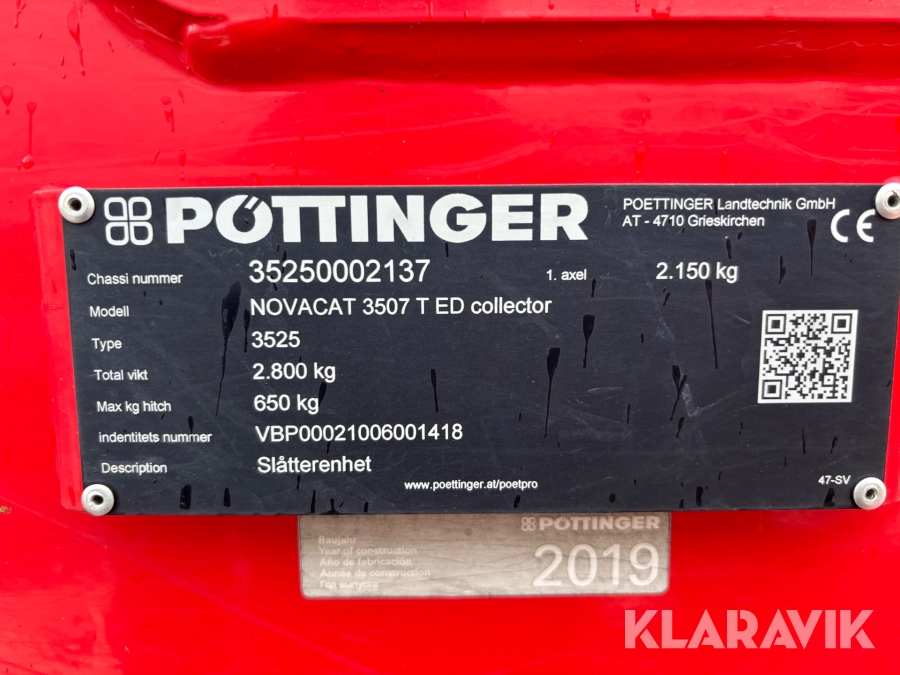 PÖTTINGER
POETTINGER Landtechnik GmbH
AT - 4710 Grieskirchen
CE
Chassi nummer 35250002137 1. axel 2.150 kg
Modell NOVACAT 3507 T ED collector
Type 3525
Total vikt 2.800 kg
Max kg hitch 650 kg
indentitets nummer VBP00021006001418
Description Slåtterenhet
www.poettinger.at/poetpro
47-SV
PÖTTINGER
Baujahr
Year of construction
Año de fabricación
Année de construction
Год выпуска
2019
KLARAVIK